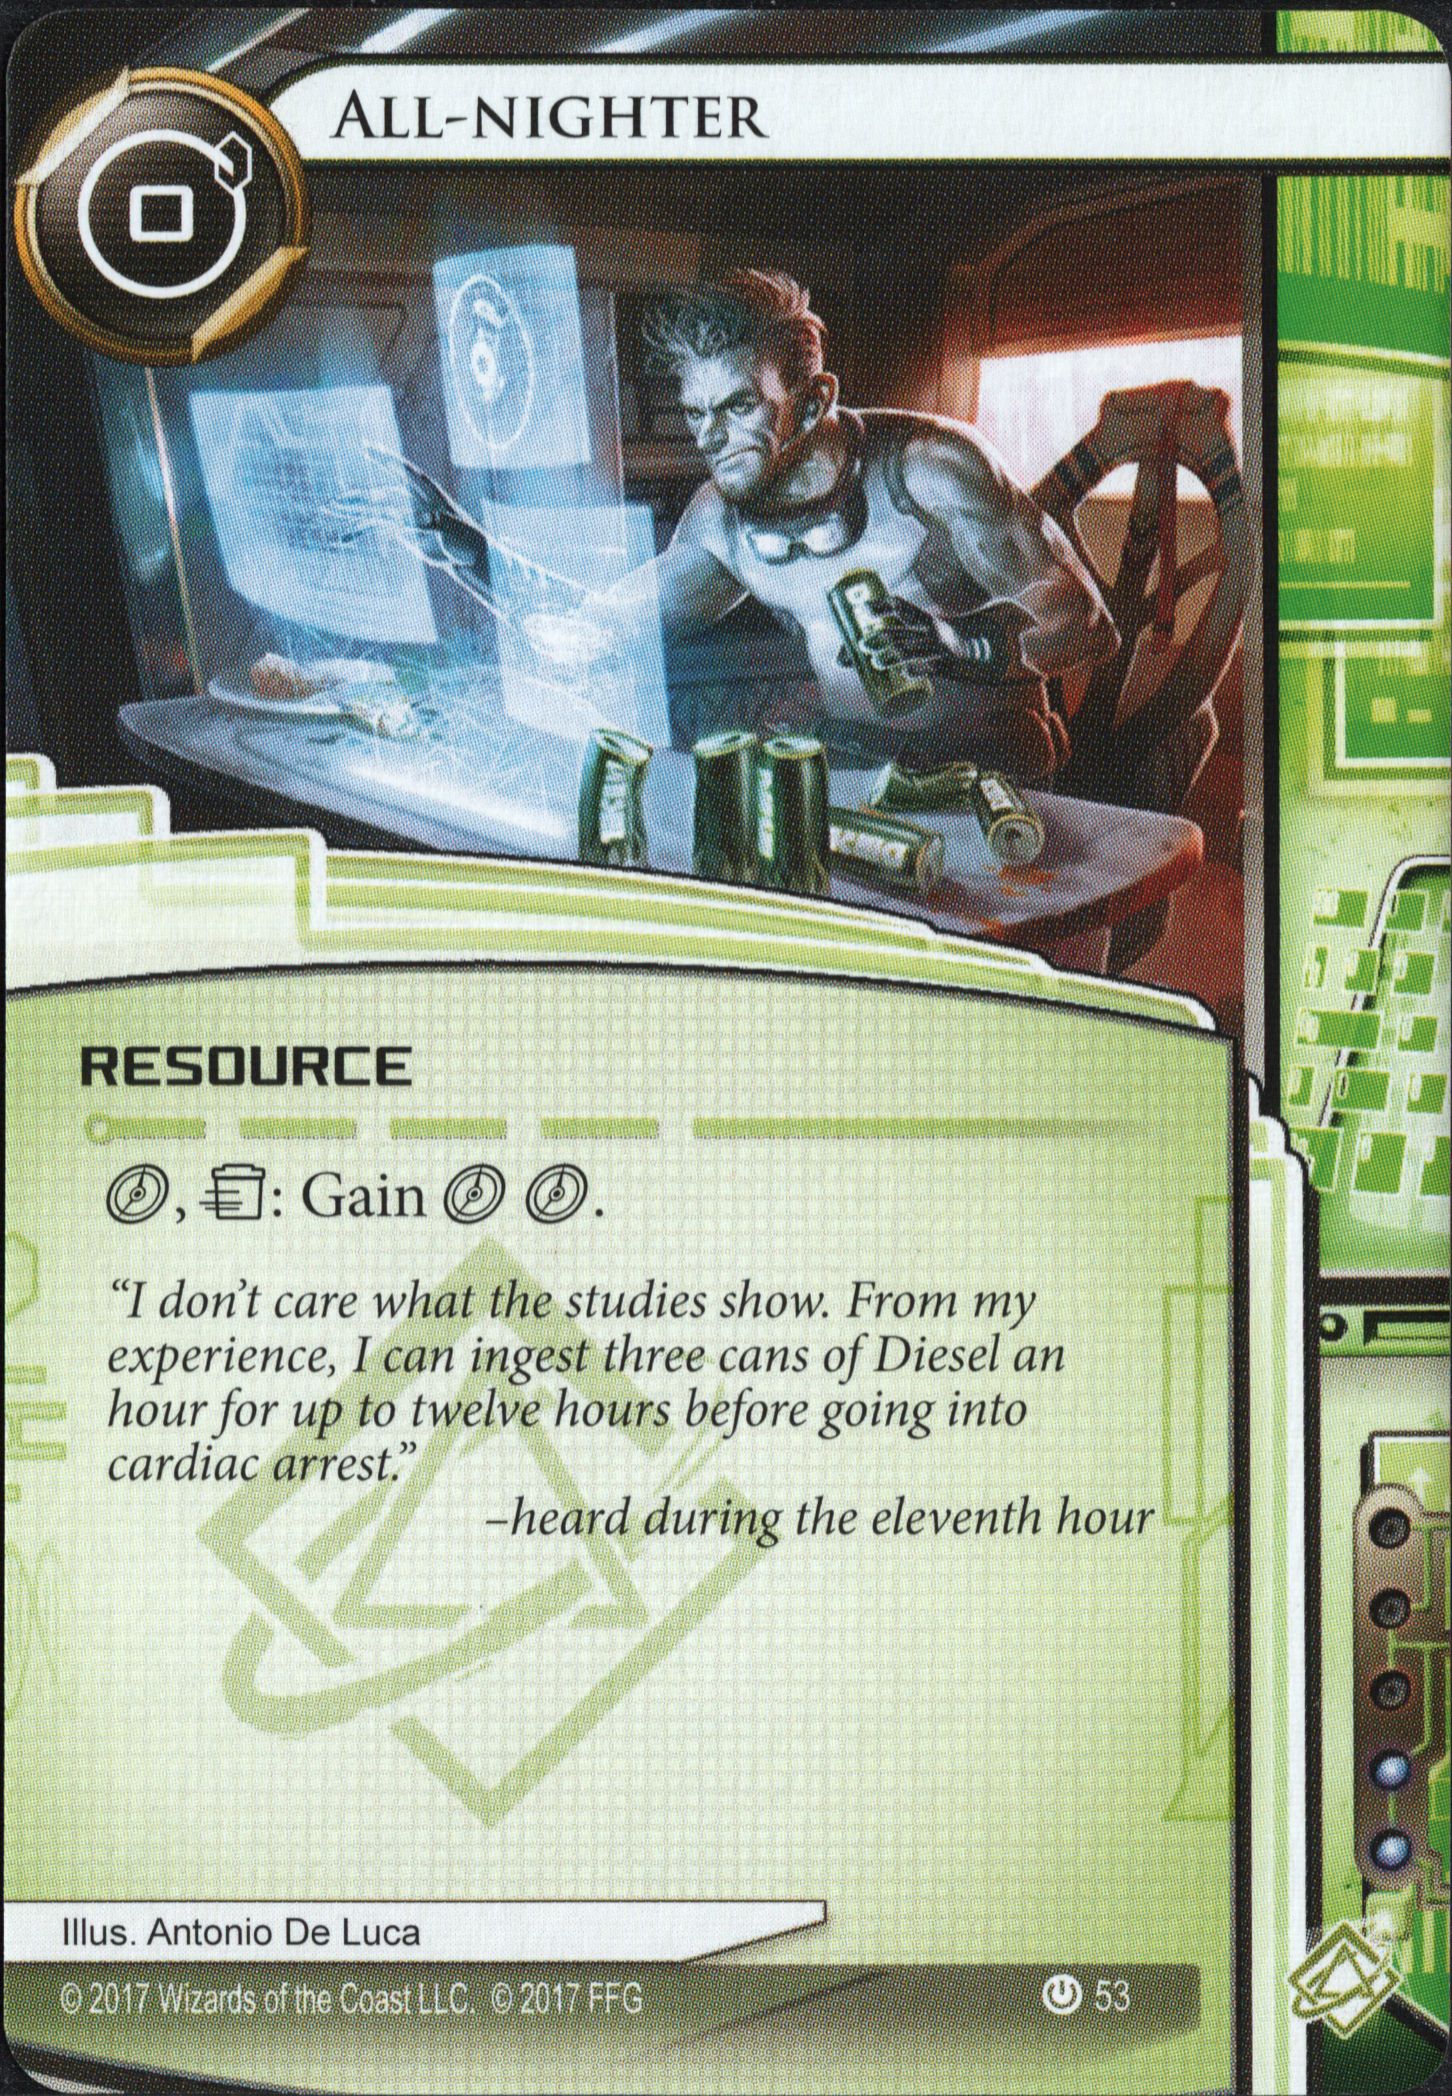 ALL-NIGHTER
0
RESOURCE
, : Gain .
“I don’t care what the studies show. From my
experience, I can ingest three cans of Diesel an
hour for up to twelve hours before going into
cardiac arrest.”
–heard during the eleventh hour
Illus. Antonio De Luca
© 2017 Wizards of the Coast LLC. © 2017 FFG
53